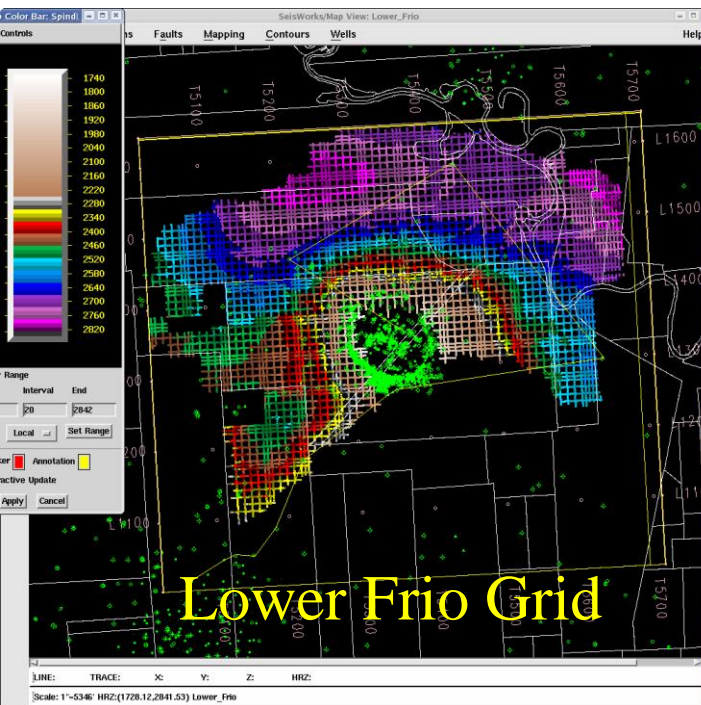 Color Bar: Spindl
SeisWorks/Map View: Lower_Frio
Controls
Faults Mapping Contours Wells Help
1740
1800
1860
1920
1980
2040
2100
2160
2220
2280
2340
2400
2460
2520
2580
2640
2700
2760
2820
T5100
T5200
T5400
T5600
T5700
L1600
L1500
L1400
L1100
Range
Interval End
20 2842
Local Set Range
Annotation
Apply Cancel
Lower Frio Grid
T5700
LINE: TRACE: X: Y: Z: HRZ:
Scale: 1"=5346' HRZ:(1728.12,2841.53) Lower_Frio